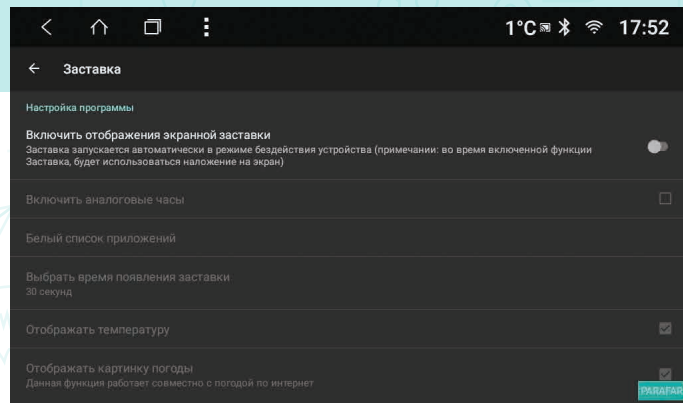 1°C 17:52
Заставка
Настройка программы
Включить отображения экранной заставки
Заставка запускается автоматически в режиме бездействия устройства (примечании: во время включенной функции
Заставка, будет использоваться наложение на экран)
Включить аналоговые часы
Белый список приложений
Выбрать время появления заставки
30 секунд
Отображать температуру
Отображать картинку погоды
Данная функция работает совместно с погодой по интернет
PARAFAR